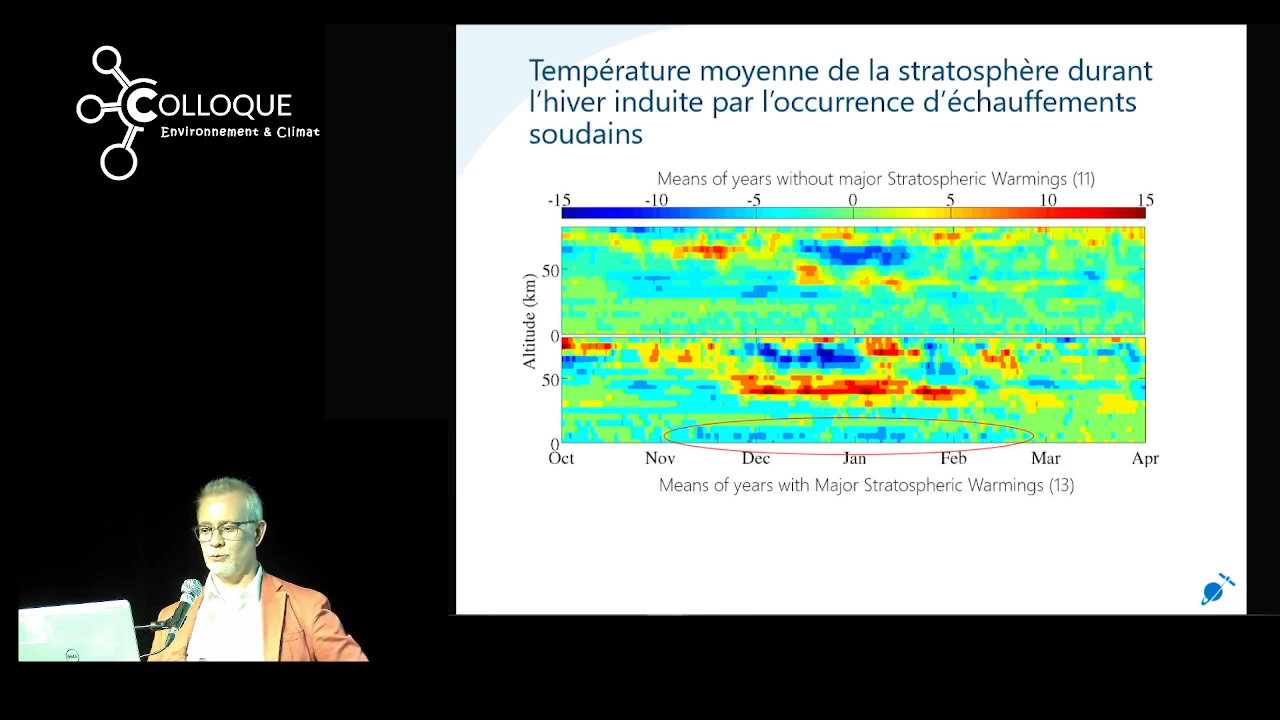 COLLOQUE
Environnement & Climat
Température moyenne de la stratosphère durant
l'hiver induite par l'occurrence d'échauffements
soudains
Means of years without major Stratospheric Warmings (11)
-15 -10 -5 0 5 10 15
Altitude (km)
50
0
50
0
Oct Nov Dec Jan Feb Mar Apr
Means of years with Major Stratospheric Warmings (13)
DELL